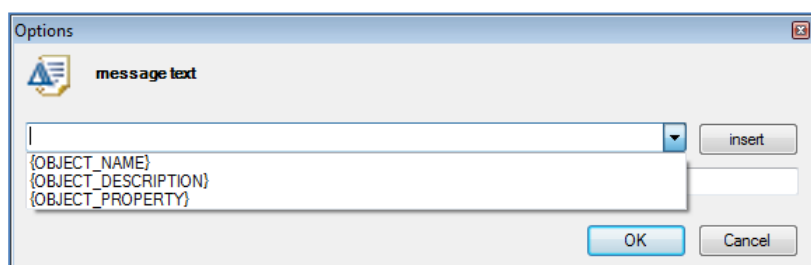 Options
message text
insert
{OBJECT_NAME}
{OBJECT_DESCRIPTION}
{OBJECT_PROPERTY}
OK
Cancel